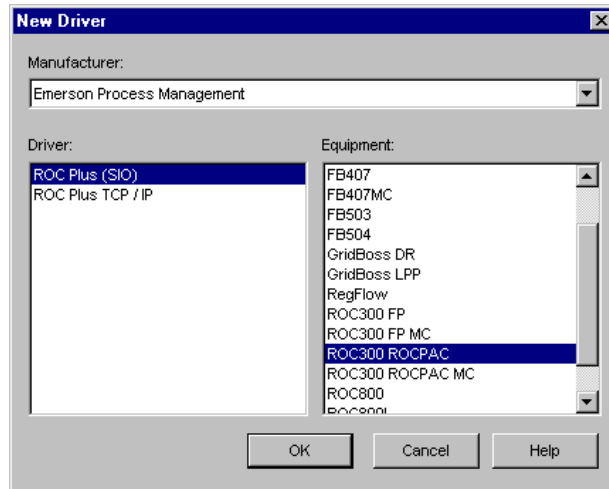 New Driver
Manufacturer:
Emerson Process Management
Driver:
ROC Plus (SIO)
ROC Plus TCP / IP
Equipment:
FB407
FB407MC
FB503
FB504
GridBoss DR
GridBoss LPP
RegFlow
ROC300 FP
ROC300 FP MC
ROC300 ROCPAC
ROC300 ROCPAC MC
ROC800
ROC800L
OK
Cancel
Help